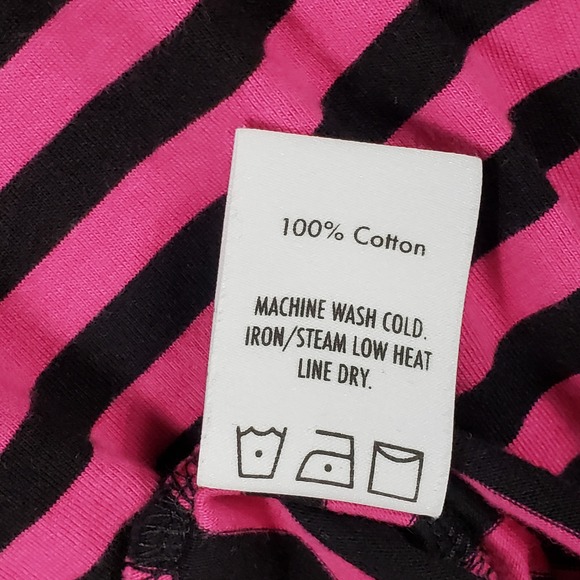 100% Cotton
MACHINE WASH COLD.
IRON/STEAM LOW HEAT
LINE DRY.